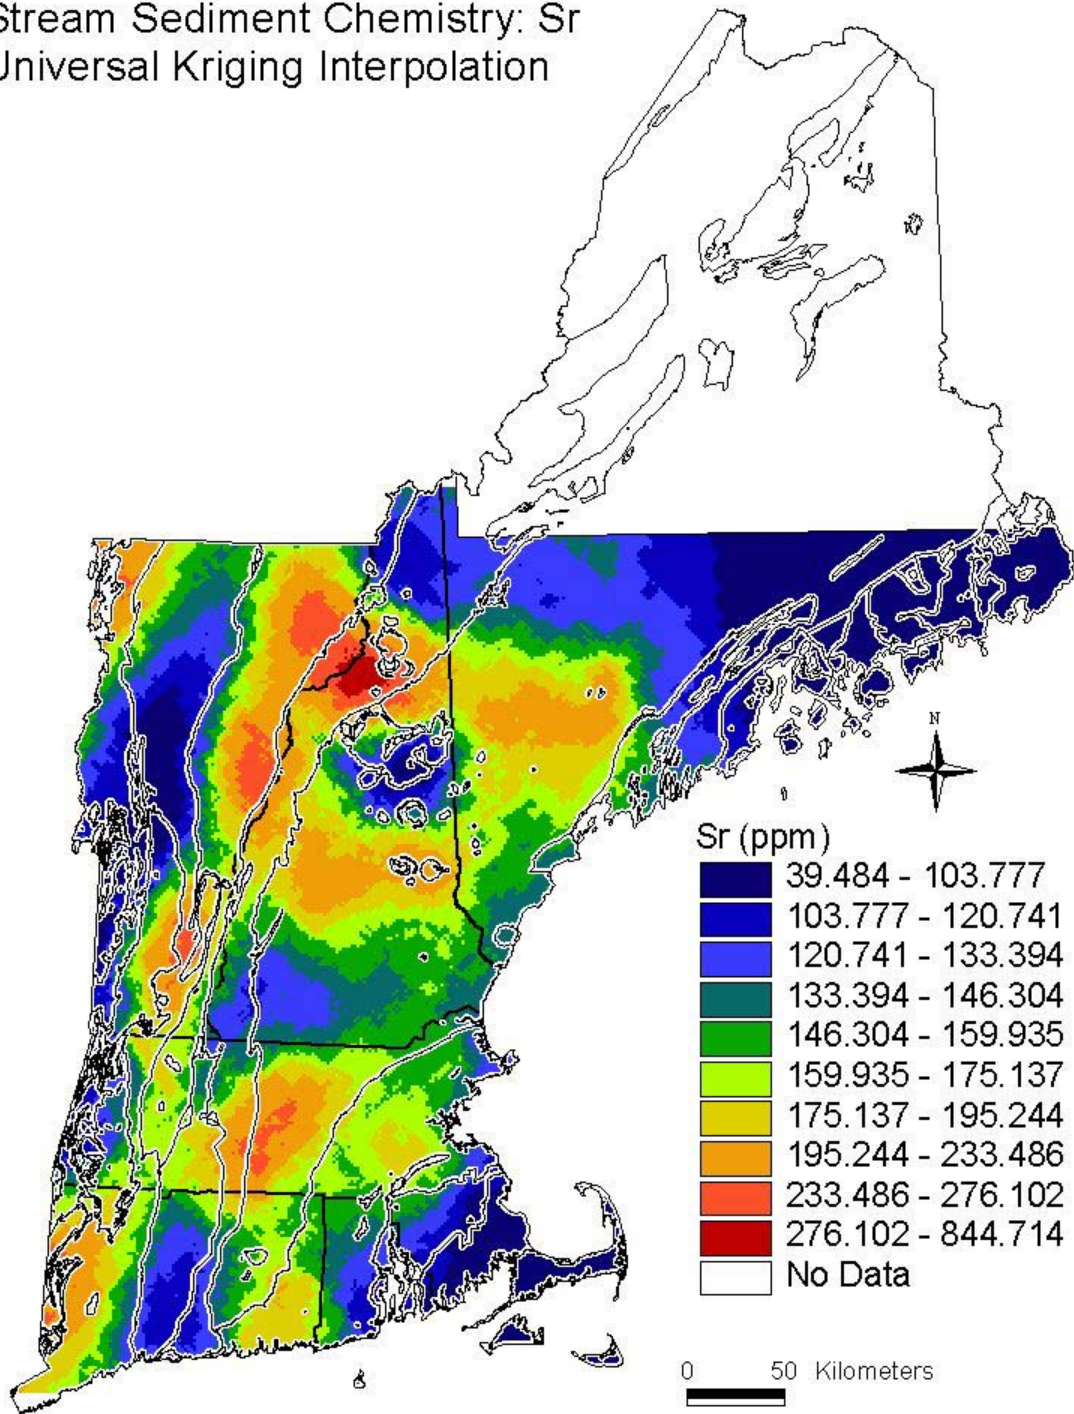 Stream Sediment Chemistry: Sr
Universal Kriging Interpolation
N
Sr (ppm)
39.484 - 103.777
103.777 - 120.741
120.741 - 133.394
133.394 - 146.304
146.304 - 159.935
159.935 - 175.137
175.137 - 195.244
195.244 - 233.486
233.486 - 276.102
276.102 - 844.714
No Data
0 50 Kilometers